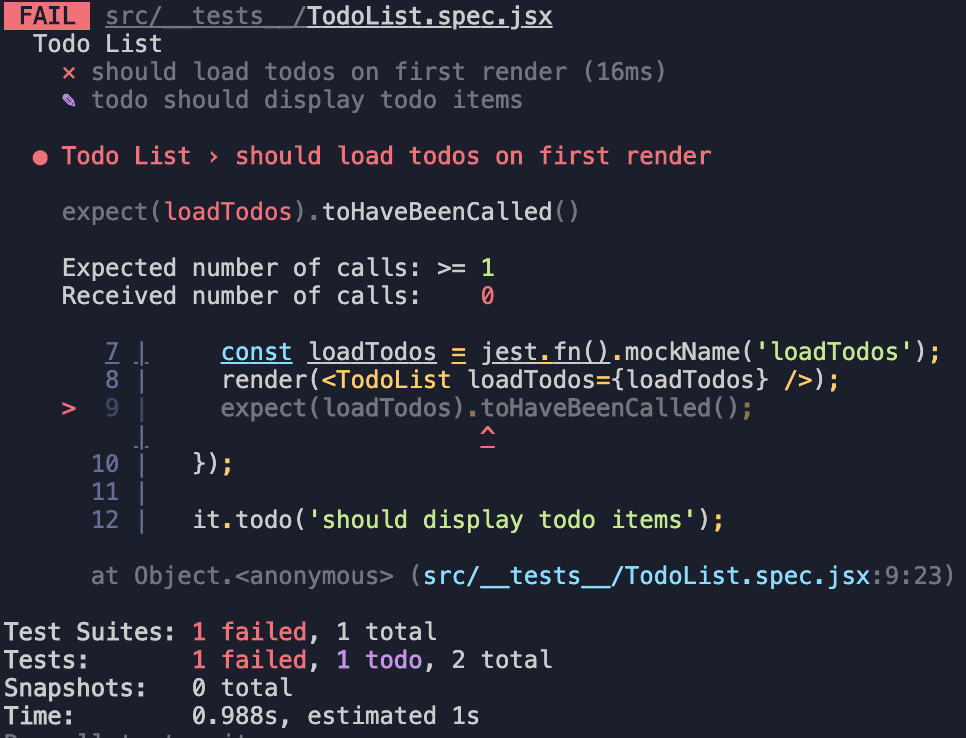 FAIL src/__tests__/TodoList.spec.jsx
Todo List
✕ should load todos on first render (16ms)
✎ todo should display todo items
● Todo List › should load todos on first render
expect(loadTodos).toHaveBeenCalled()
Expected number of calls: >= 1
Received number of calls:    0
7 |     const loadTodos = jest.fn().mockName('loadTodos');
8 |     render(<TodoList loadTodos={loadTodos} />);
> 9 |     expect(loadTodos).toHaveBeenCalled();
|                       ^
10 |   });
11 |
12 |   it.todo('should display todo items');
at Object.<anonymous> (src/__tests__/TodoList.spec.jsx:9:23)
Test Suites: 1 failed, 1 total
Tests:       1 failed, 1 todo, 2 total
Snapshots:   0 total
Time:        0.988s, estimated 1s